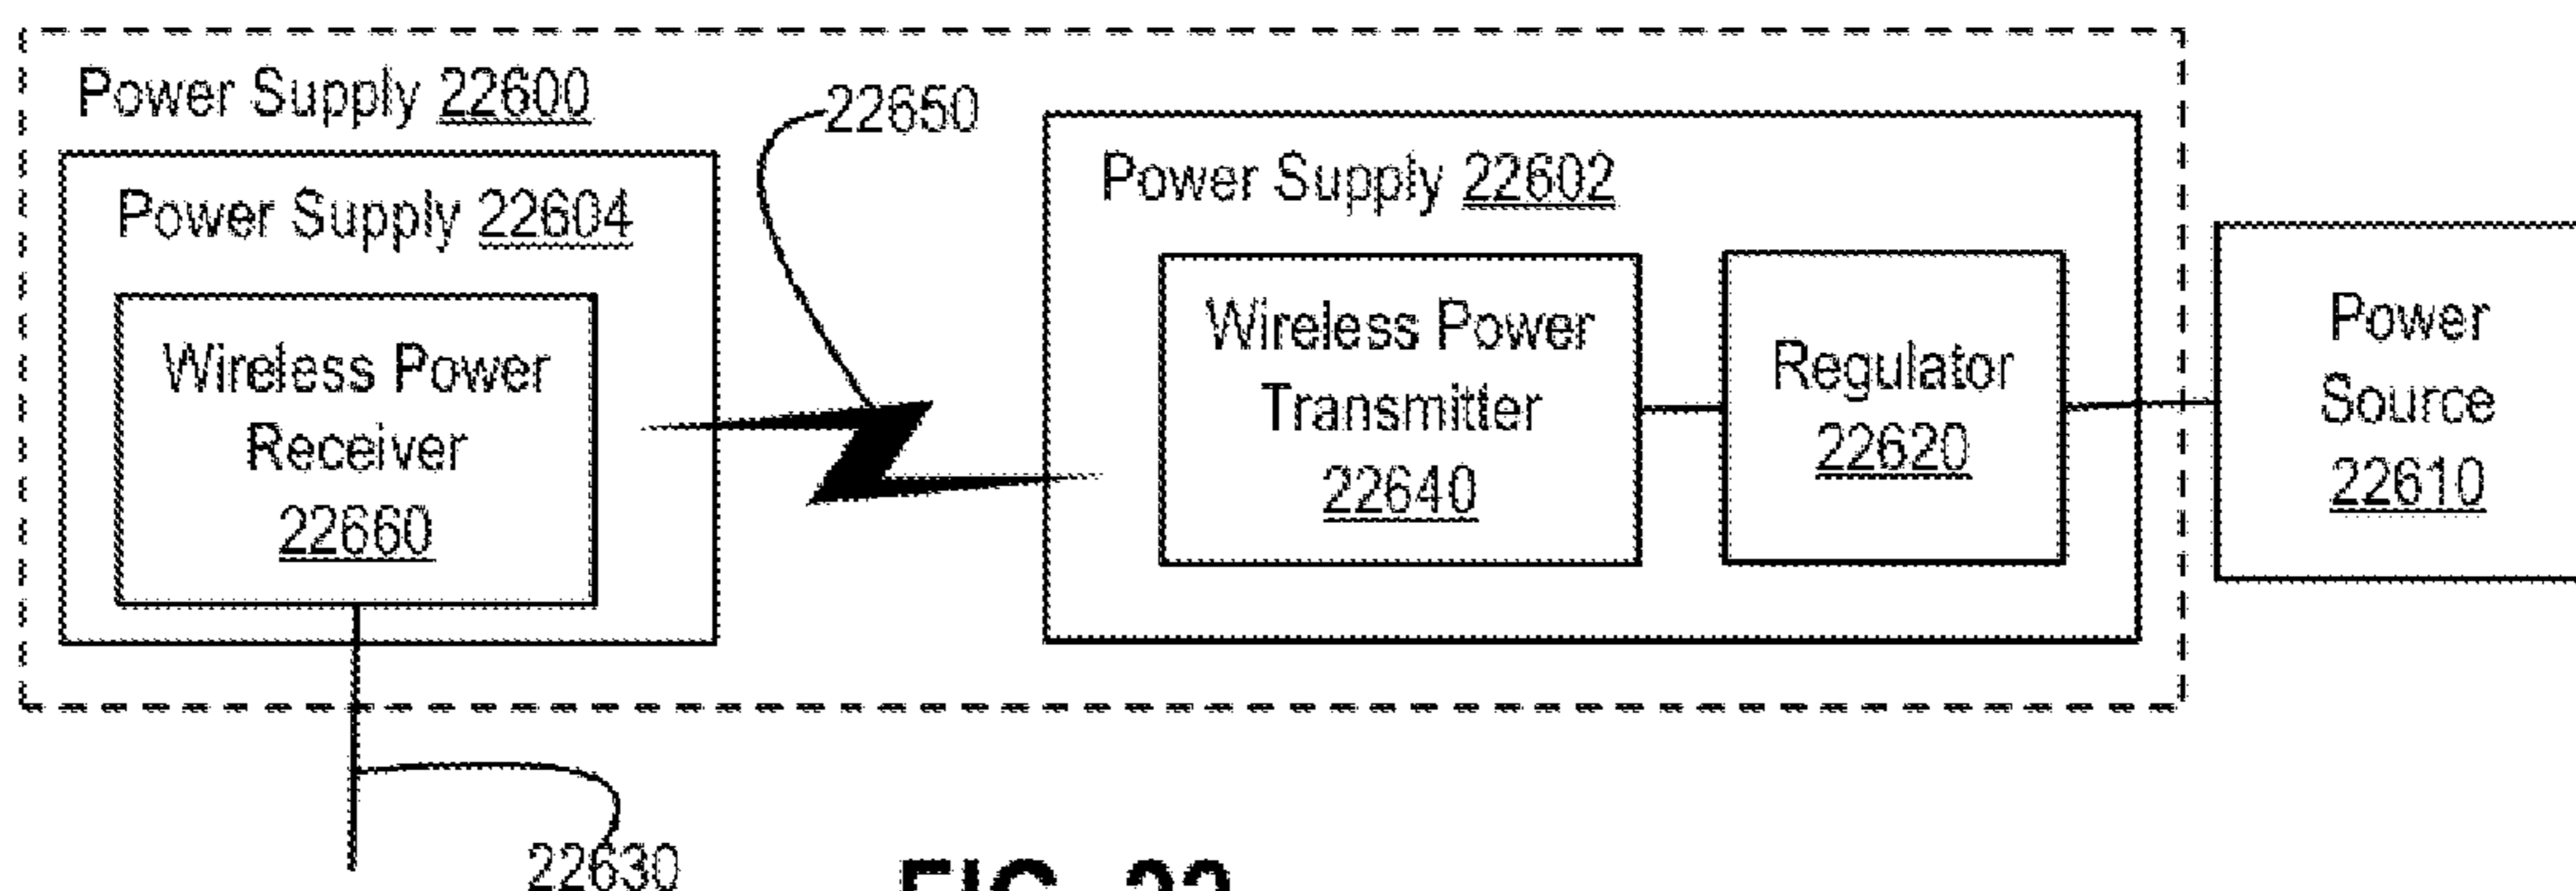 Power Supply 22600
22650
Power Supply 22604
Power Supply 22602
Wireless Power
Receiver
22660
Wireless Power
Transmitter
22640
Regulator
22620
Power
Source
22610
22630